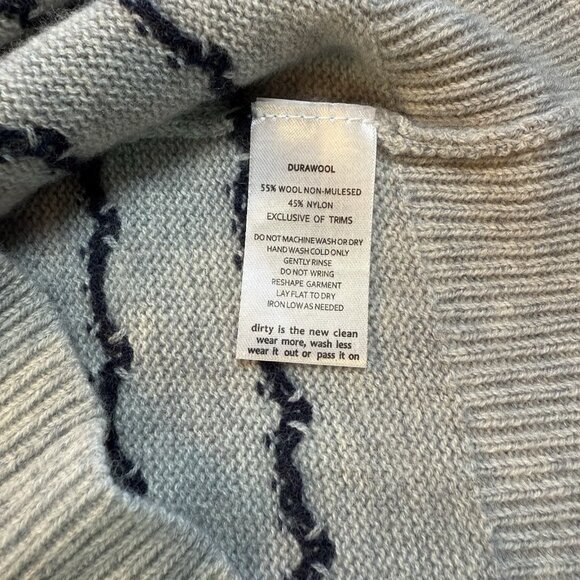 DURAWOOL
55% WOOL NON-MULESED
45% NYLON
EXCLUSIVE OF TRIMS
DO NOT MACHINE WASH OR DRY
HAND WASH COLD ONLY
GENTLY RINSE
DO NOT WRING
RESHAPE GARMENT
LAY FLAT TO DRY
IRON LOW AS NEEDED
dirty is the new clean
wear more, wash less
wear it out or pass it on